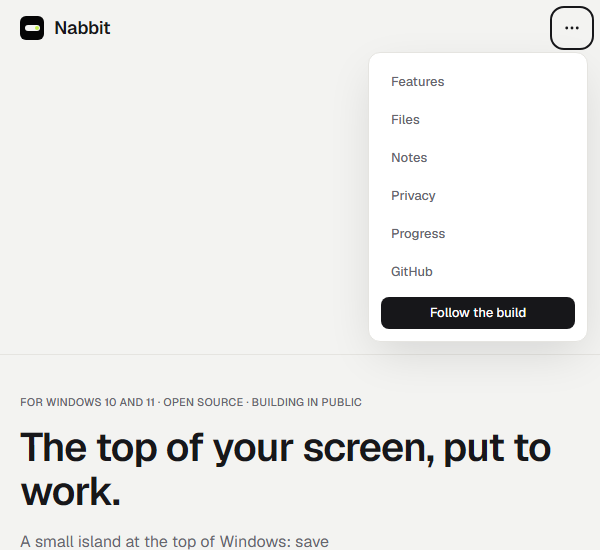 Nabbit
...
Features
Files
Notes
Privacy
Progress
GitHub
Follow the build
FOR WINDOWS 10 AND 11 · OPEN SOURCE · BUILDING IN PUBLIC
The top of your screen, put to
work.
A small island at the top of Windows: save